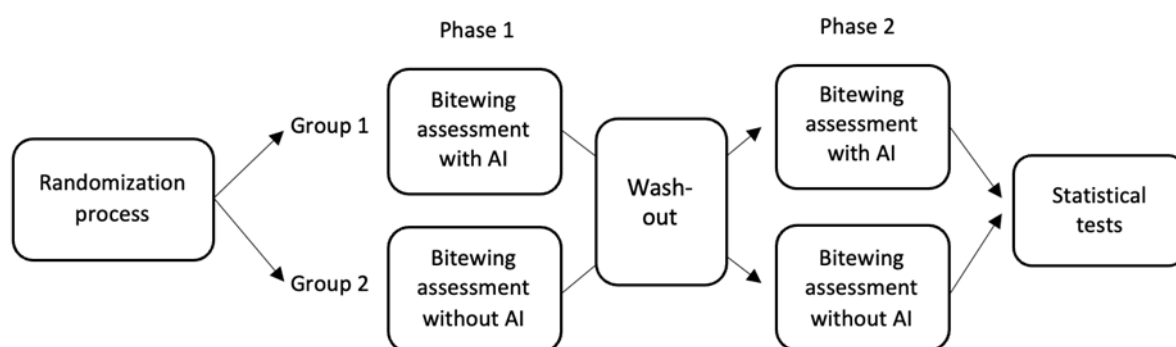 Phase 1
Phase 2
Randomization
process
Group 1
Group 2
Bitewing
assessment
with AI
Bitewing
assessment
without AI
Wash-
out
Bitewing
assessment
with AI
Bitewing
assessment
without AI
Statistical
tests